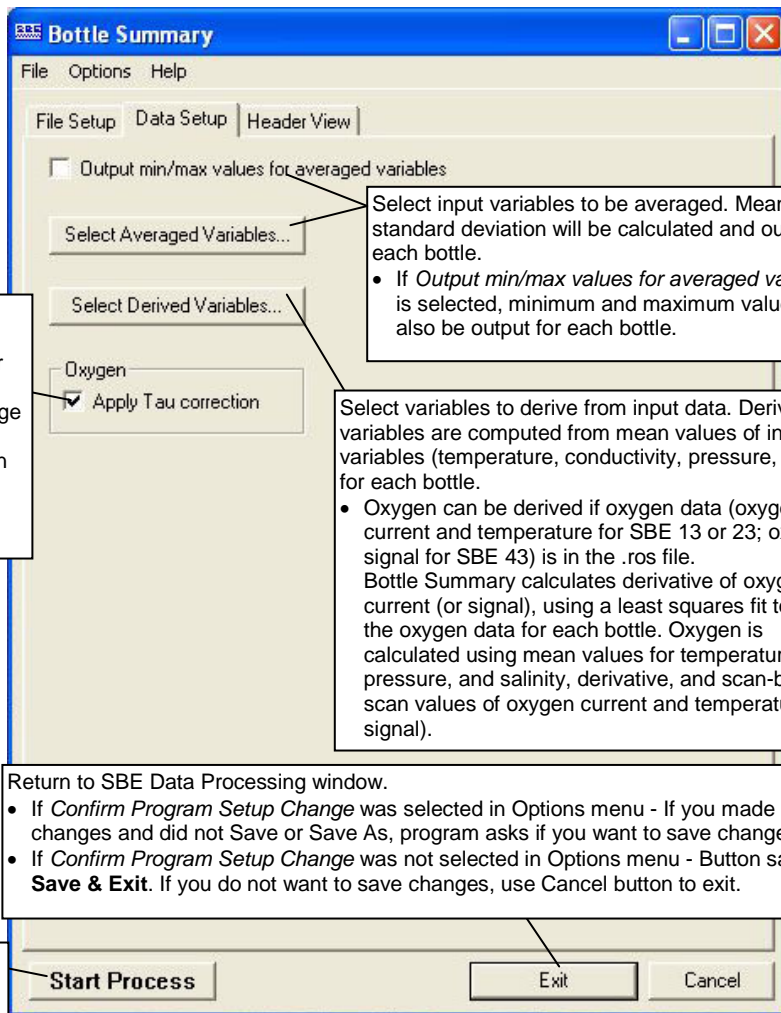 SBE Bottle Summary
File Options Help
File Setup Data Setup Header View
Output min/max values for averaged variables
Select Averaged Variables...
Select input variables to be averaged. Mean
standard deviation will be calculated and ou
each bottle.
• If Output min/max values for averaged va
is selected, minimum and maximum value
also be output for each bottle.
Select Derived Variables...
r
ge
n
Oxygen
Apply Tau correction
Select variables to derive from input data. Deriv
variables are computed from mean values of in
variables (temperature, conductivity, pressure,
for each bottle.
• Oxygen can be derived if oxygen data (oxyge
current and temperature for SBE 13 or 23; ox
signal for SBE 43) is in the .ros file.
Bottle Summary calculates derivative of oxyg
current (or signal), using a least squares fit to
the oxygen data for each bottle. Oxygen is
calculated using mean values for temperatur
pressure, and salinity, derivative, and scan-b
scan values of oxygen current and temperatu
signal).
Return to SBE Data Processing window.
• If Confirm Program Setup Change was selected in Options menu - If you made
changes and did not Save or Save As, program asks if you want to save change
• If Confirm Program Setup Change was not selected in Options menu - Button sa
Save & Exit. If you do not want to save changes, use Cancel button to exit.
Start Process
Exit
Cancel